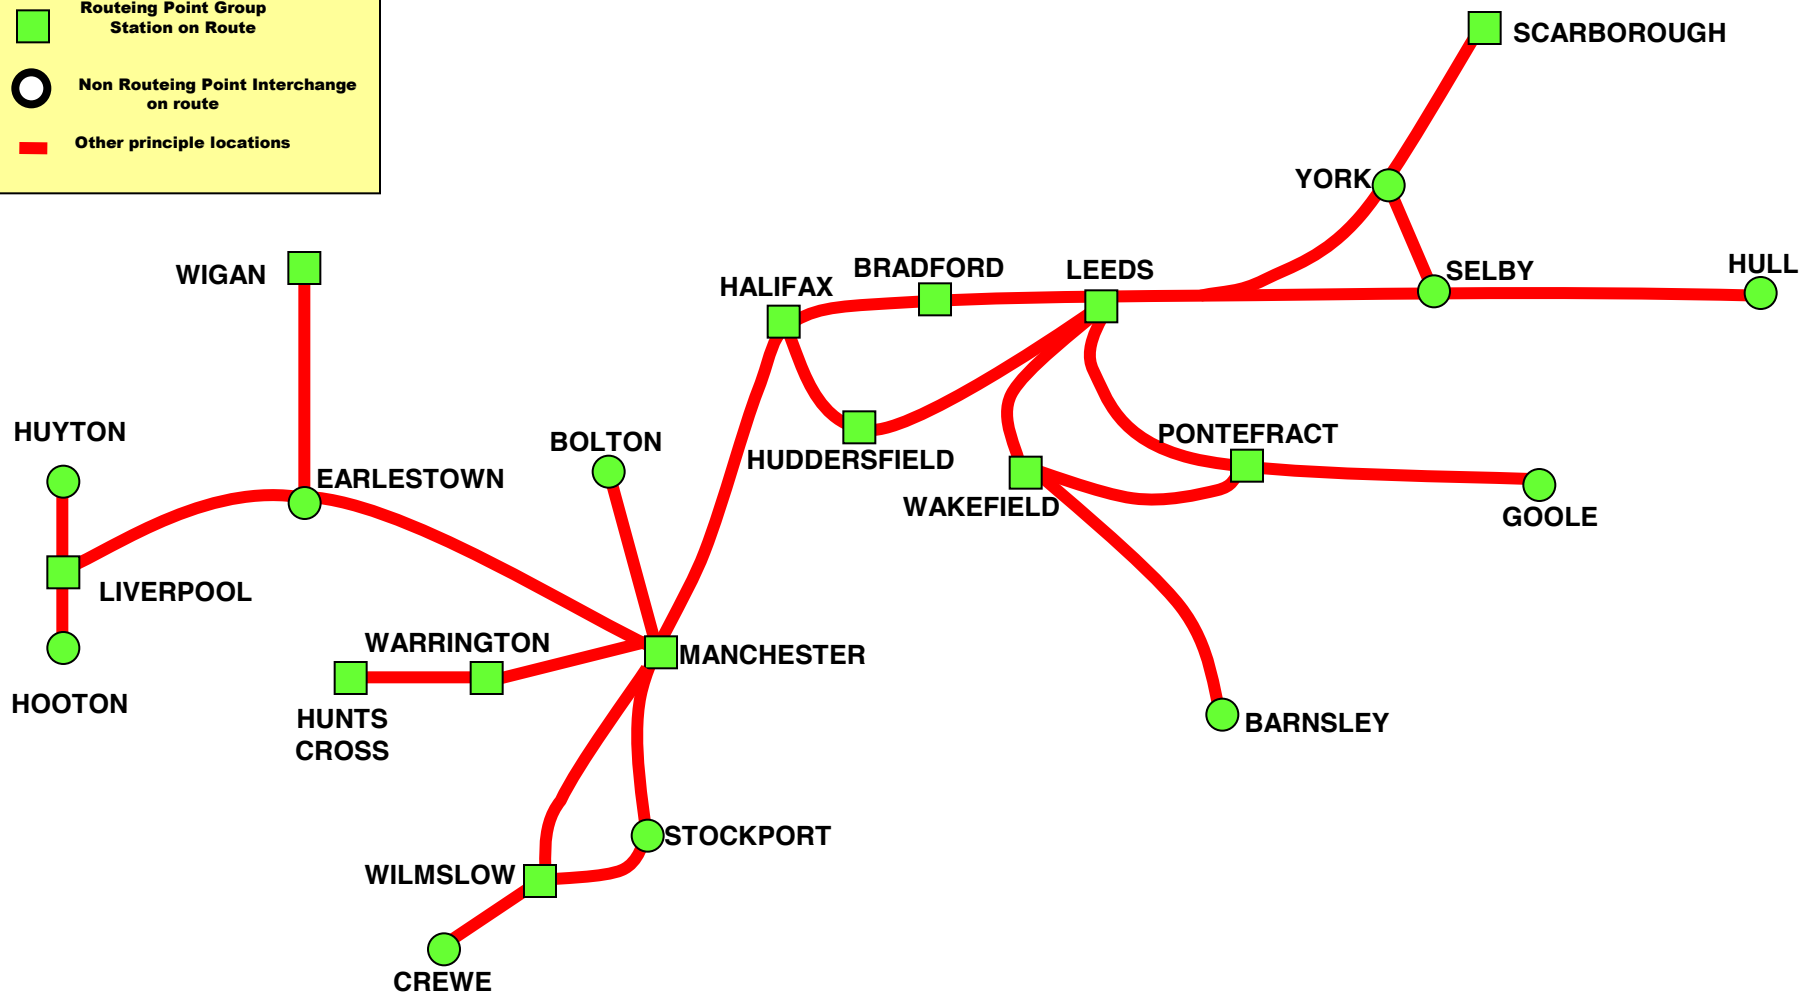 Routeing Point Group
Station on Route
Non Routeing Point Interchange
on route
Other principle locations
SCARBOROUGH
YORK
SELBY
HULL
LEEDS
BRADFORD
HALIFAX
WIGAN
HUYTON
EARLESTOWN
BOLTON
HUDDERSFIELD
PONTEFRACT
WAKEFIELD
GOOLE
LIVERPOOL
WARRINGTON
MANCHESTER
HOOTON
HUNTS
CROSS
BARNSLEY
STOCKPORT
WILMSLOW
CREWE